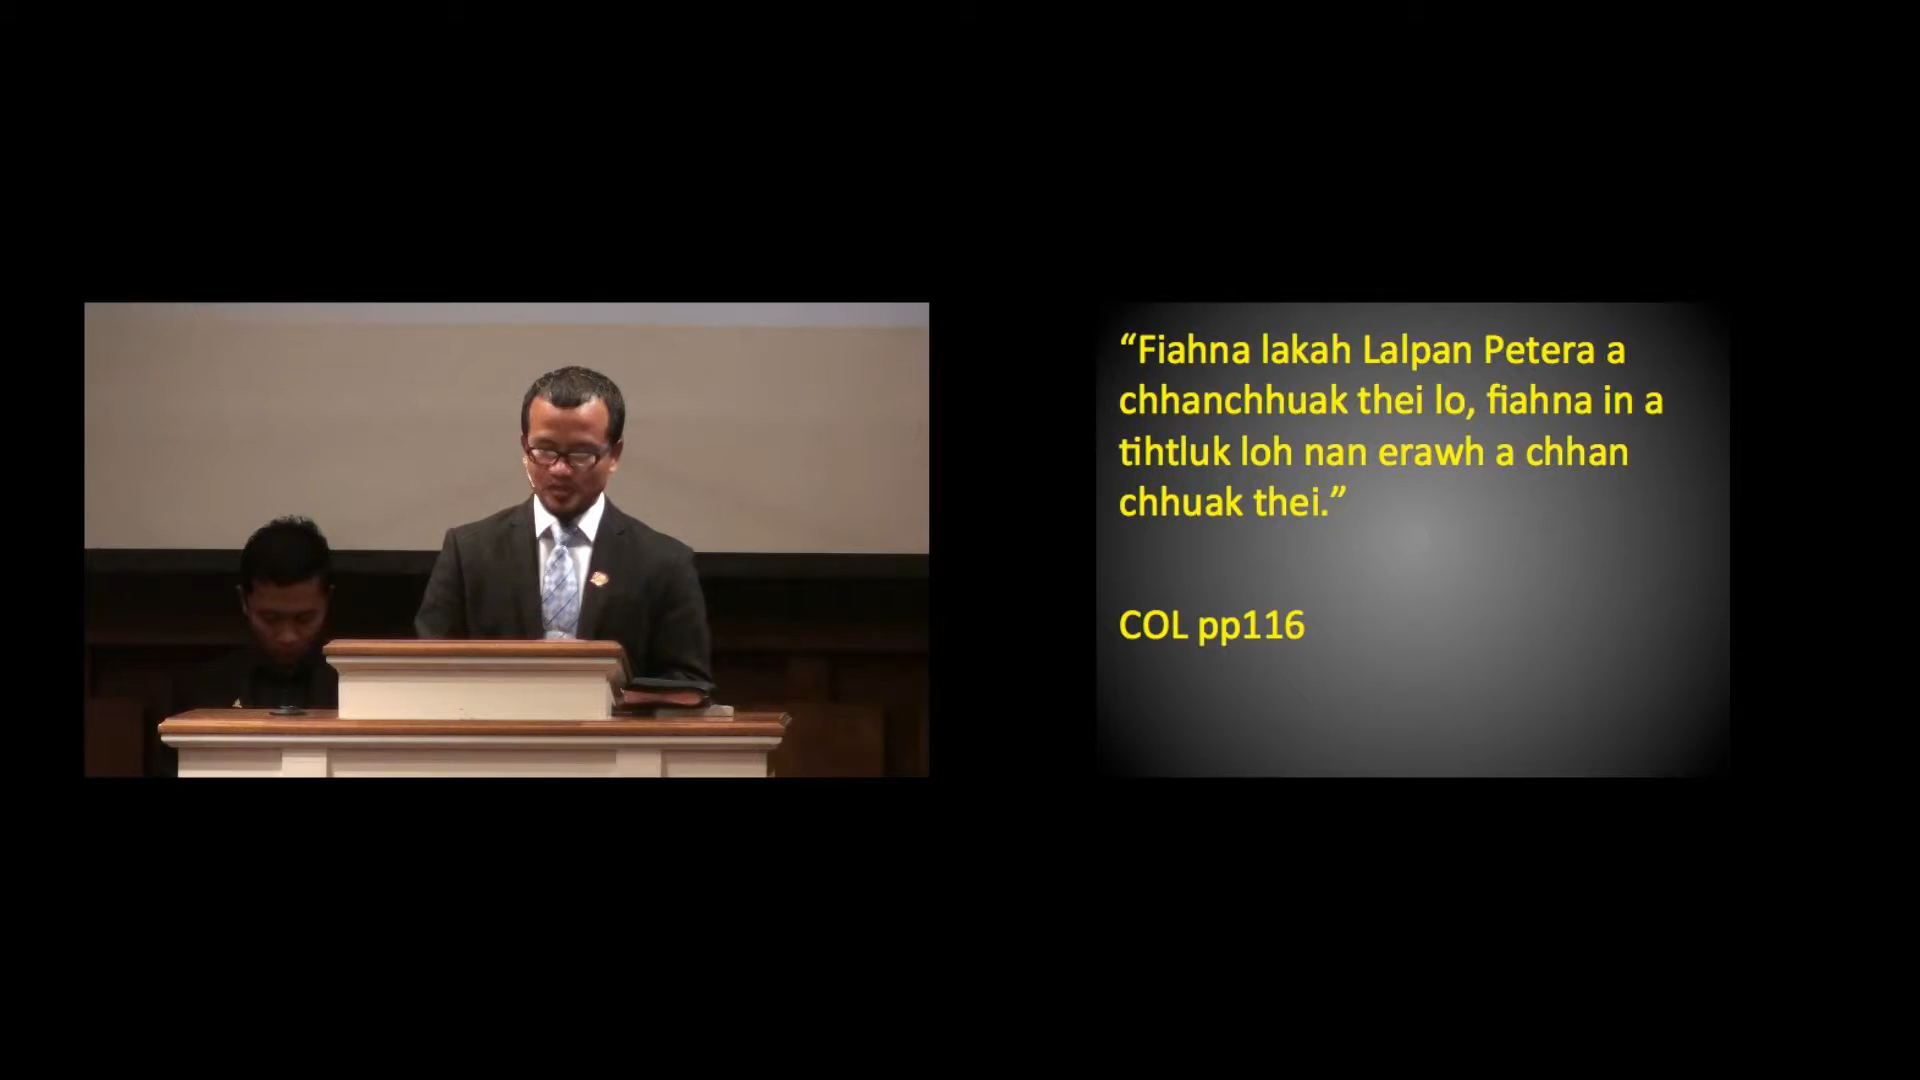 “Fiahna lakah Lalpan Petera a
chhanchhuak thei lo, fiahna in a
tihtluk loh nan erawh a chhan
chhuak thei.”
COL pp116